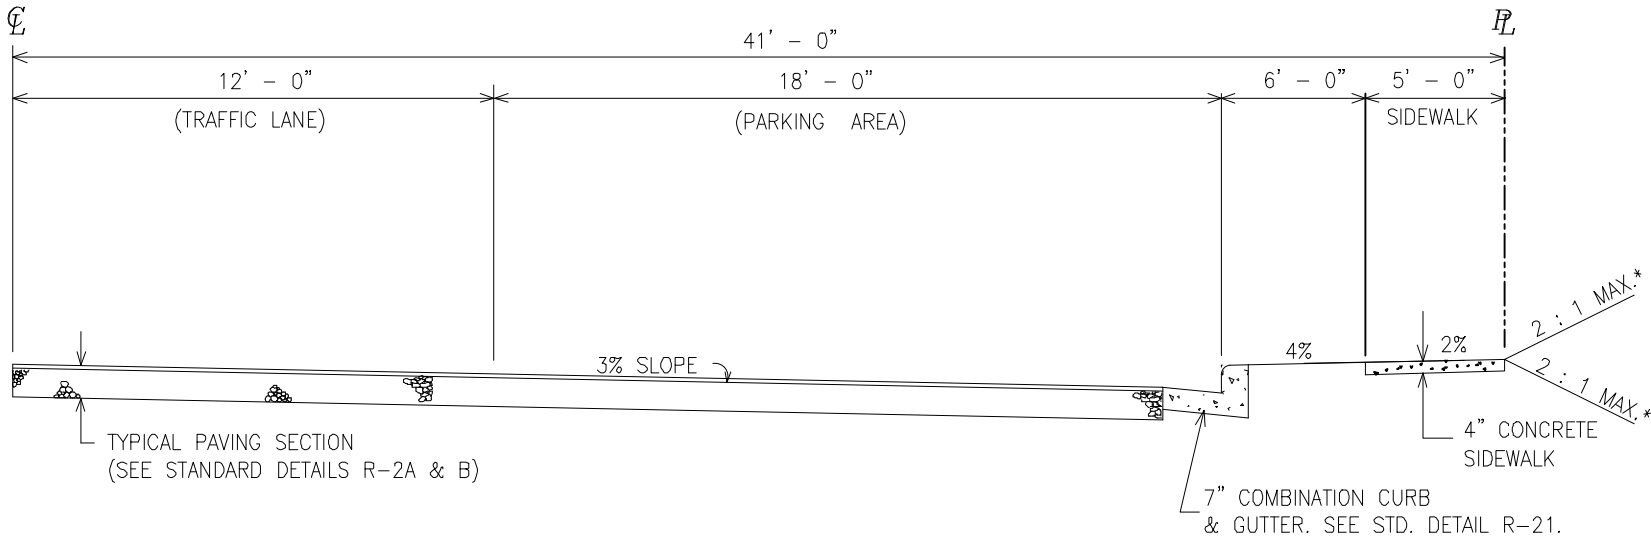 CL PL
41' - 0"
12' - 0" 18' - 0" 6' - 0" 5' - 0"
(TRAFFIC LANE) (PARKING AREA) SIDEWALK
2 : 1 MAX.*
3% SLOPE 4% 2%
2 : 1 MAX.*
TYPICAL PAVING SECTION
(SEE STANDARD DETAILS R-2A & B)
4" CONCRETE
SIDEWALK
7" COMBINATION CURB
& GUTTER. SEE STD. DETAIL R-21.